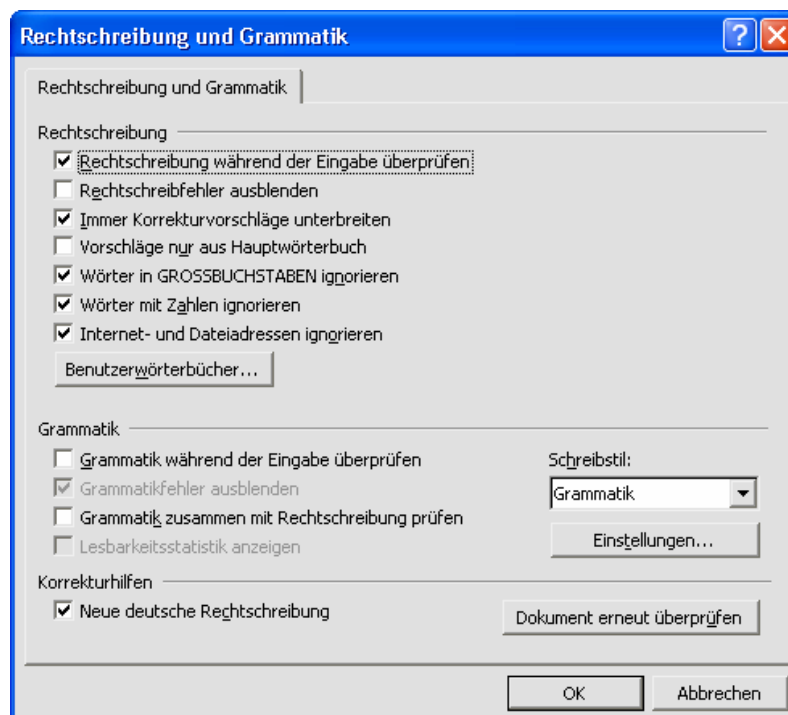 Rechtschreibung und Grammatik
Rechtschreibung und Grammatik
Rechtschreibung
Rechtschreibung während der Eingabe überprüfen
Rechtschreibfehler ausblenden
Immer Korrekturvorschläge unterbreiten
Vorschläge nur aus Hauptwörterbuch
Wörter in GROSSBUCHSTABEN ignorieren
Wörter mit Zahlen ignorieren
Internet- und Dateiadressen ignorieren
Benutzerwörterbücher...
Grammatik
Grammatik während der Eingabe überprüfen
Schreibstil:
Grammatikfehler ausblenden
Grammatik
Grammatik zusammen mit Rechtschreibung prüfen
Lesbarkeitsstatistik anzeigen
Einstellungen...
Korrekturhilfen
Neue deutsche Rechtschreibung
Dokument erneut überprüfen
OK
Abbrechen